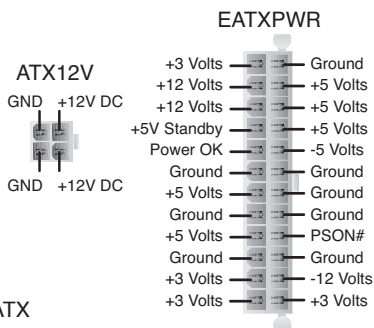 EATXPWR
+3 Volts Ground
+12 Volts +5 Volts
+12 Volts +5 Volts
+5V Standby +5 Volts
Power OK -5 Volts
Ground Ground
+5 Volts Ground
Ground Ground
+5 Volts PSON#
Ground Ground
+3 Volts -12 Volts
+3 Volts +3 Volts
ATX12V
GND +12V DC
GND +12V DC
ATX